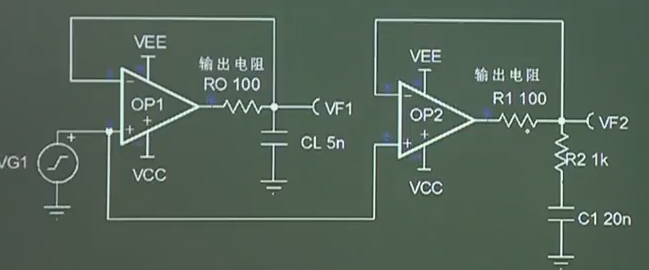 VEE
输出电阻
RO 100
OP1
VF1
CL 5n
VG1
VCC
VEE
输出电阻
R1 100
OP2
VF2
R2 1k
VCC
C1 20n